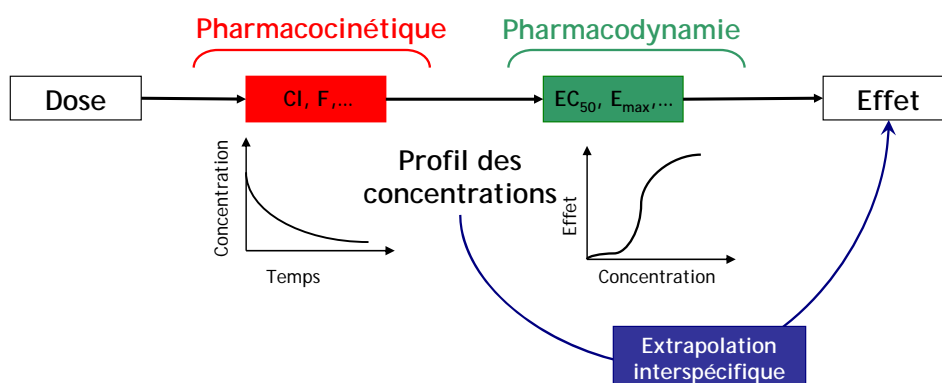 Pharmacocinétique
Pharmacodynamie
Dose
Cl, F,…
EC50, Emax,…
Effet
Concentration
Temps
Profil des
concentrations
Effet
Concentration
Extrapolation
interspécifique